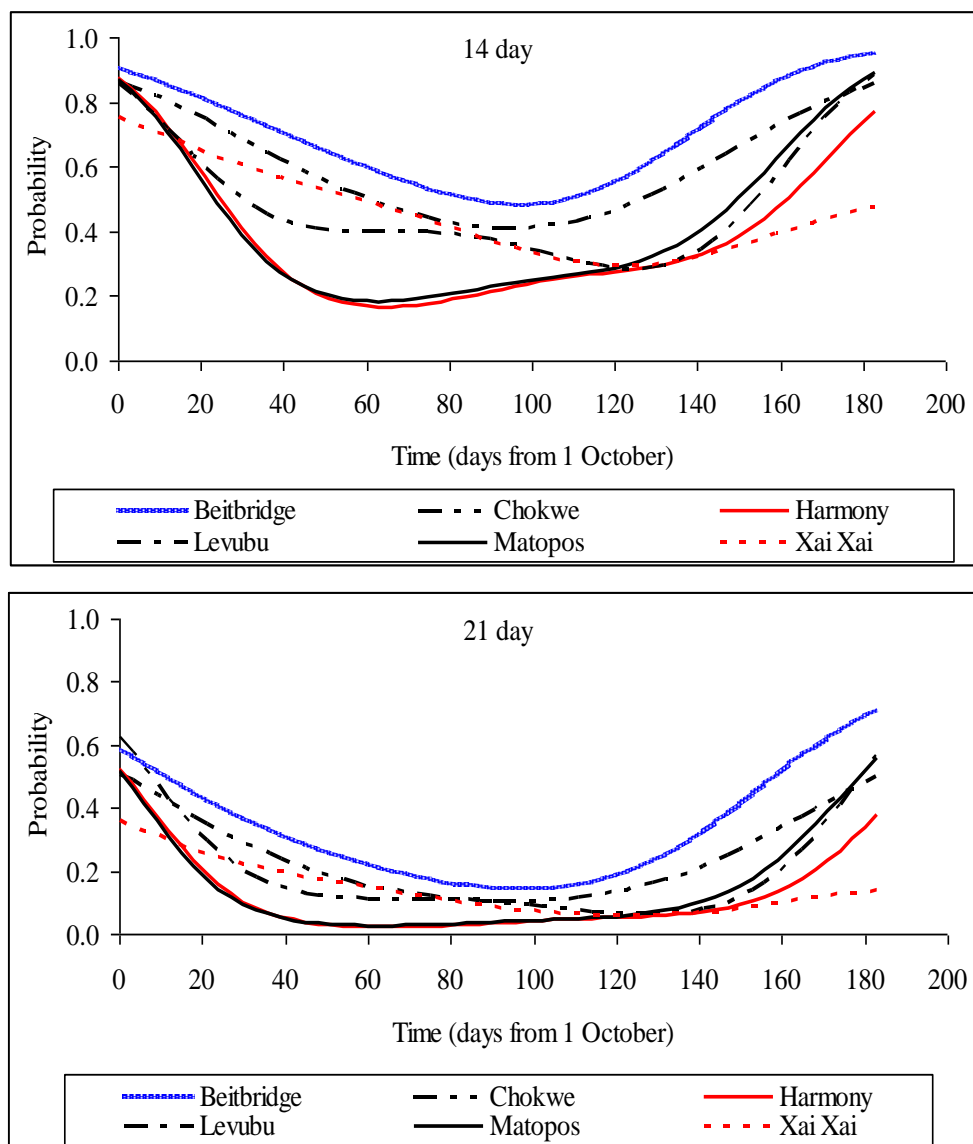 14 day
1.0
0.8
0.6
0.4
0.2
0.0
Probability
0 20 40 60 80 100 120 140 160 180 200
Time (days from 1 October)
Beitbridge Chokwe Harmony
Levubu Matopos Xai Xai
21 day
1.0
0.8
0.6
0.4
0.2
0.0
Probability
0 20 40 60 80 100 120 140 160 180 200
Time (days from 1 October)
Beitbridge Chokwe Harmony
Levubu Matopos Xai Xai